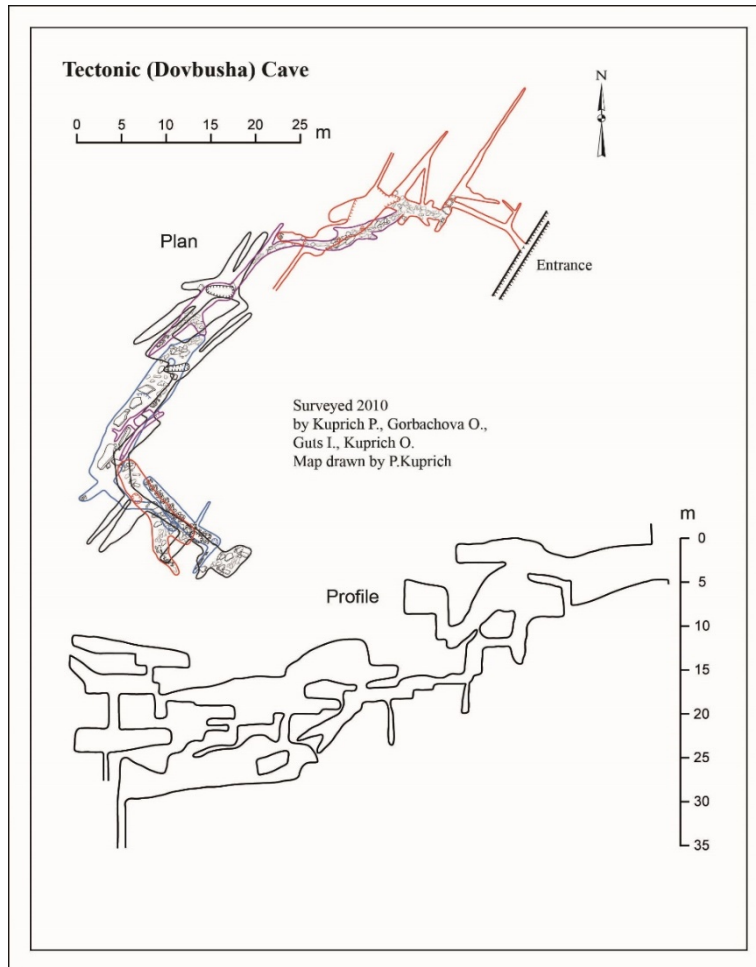 Tectonic (Dovbusha) Cave
N
0 5 10 15 20 25 m
Plan
Entrance
Surveyed 2010
by Kuprich P., Gorbachova O.,
Guts I., Kuprich O.
Map drawn by P.Kuprich
Profile
m
0
5
10
15
20
25
30
35